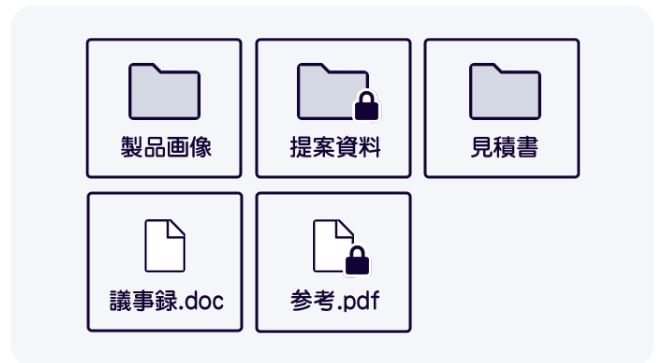 製品画像
提案資料
見積書
議事録.doc
参考.pdf